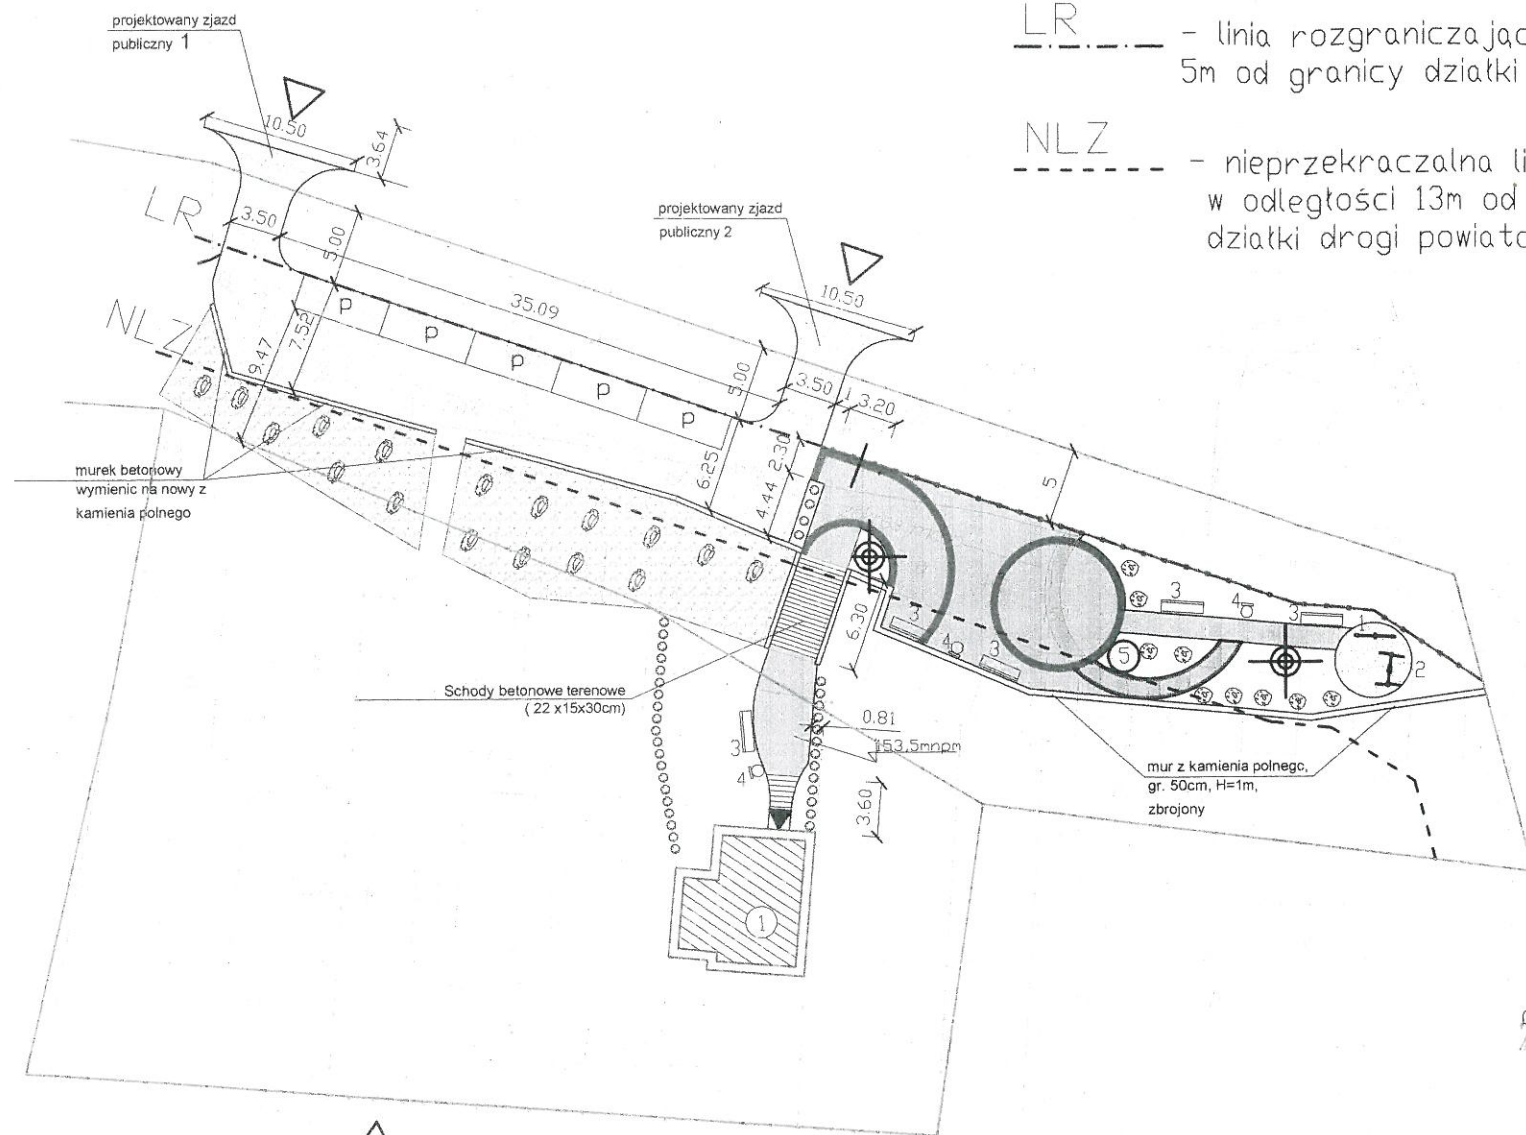 projektowany zjazd
publiczny 1
LR
- linia rozgraniczając
5m od granicy działki
NLZ
- nieprzekraczalna li
w odległości 13m od
działki drogi powiato
10.50
3.64
LR
3.50
5.00
projektowany zjazd
publiczny 2
10.50
35.09
NLZ
9.47
7.52
P
P
P
P
P
5.00
3.50
1
3.20
6.25
4.44
2.30
5
murek betonowy
wymienic na nowy z
kamienia polnego
3
4
3
1
2
5
3
4
3
6.30
Schody betonowe terenowe
( 22 x15x30cm)
0.81
153,5mnpm
3
4
3.60
mur z kamienia polnego,
gr. 50cm, H=1m,
zbrojony
1